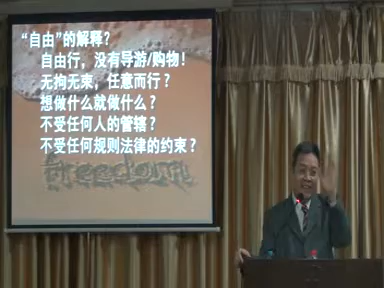 “自由”的解释？
自由行，没有导游/购物！
无拘无束，任意而行？
想做什么就做什么？
不受任何人的管辖？
不受任何规则法律的约束？
freedom!